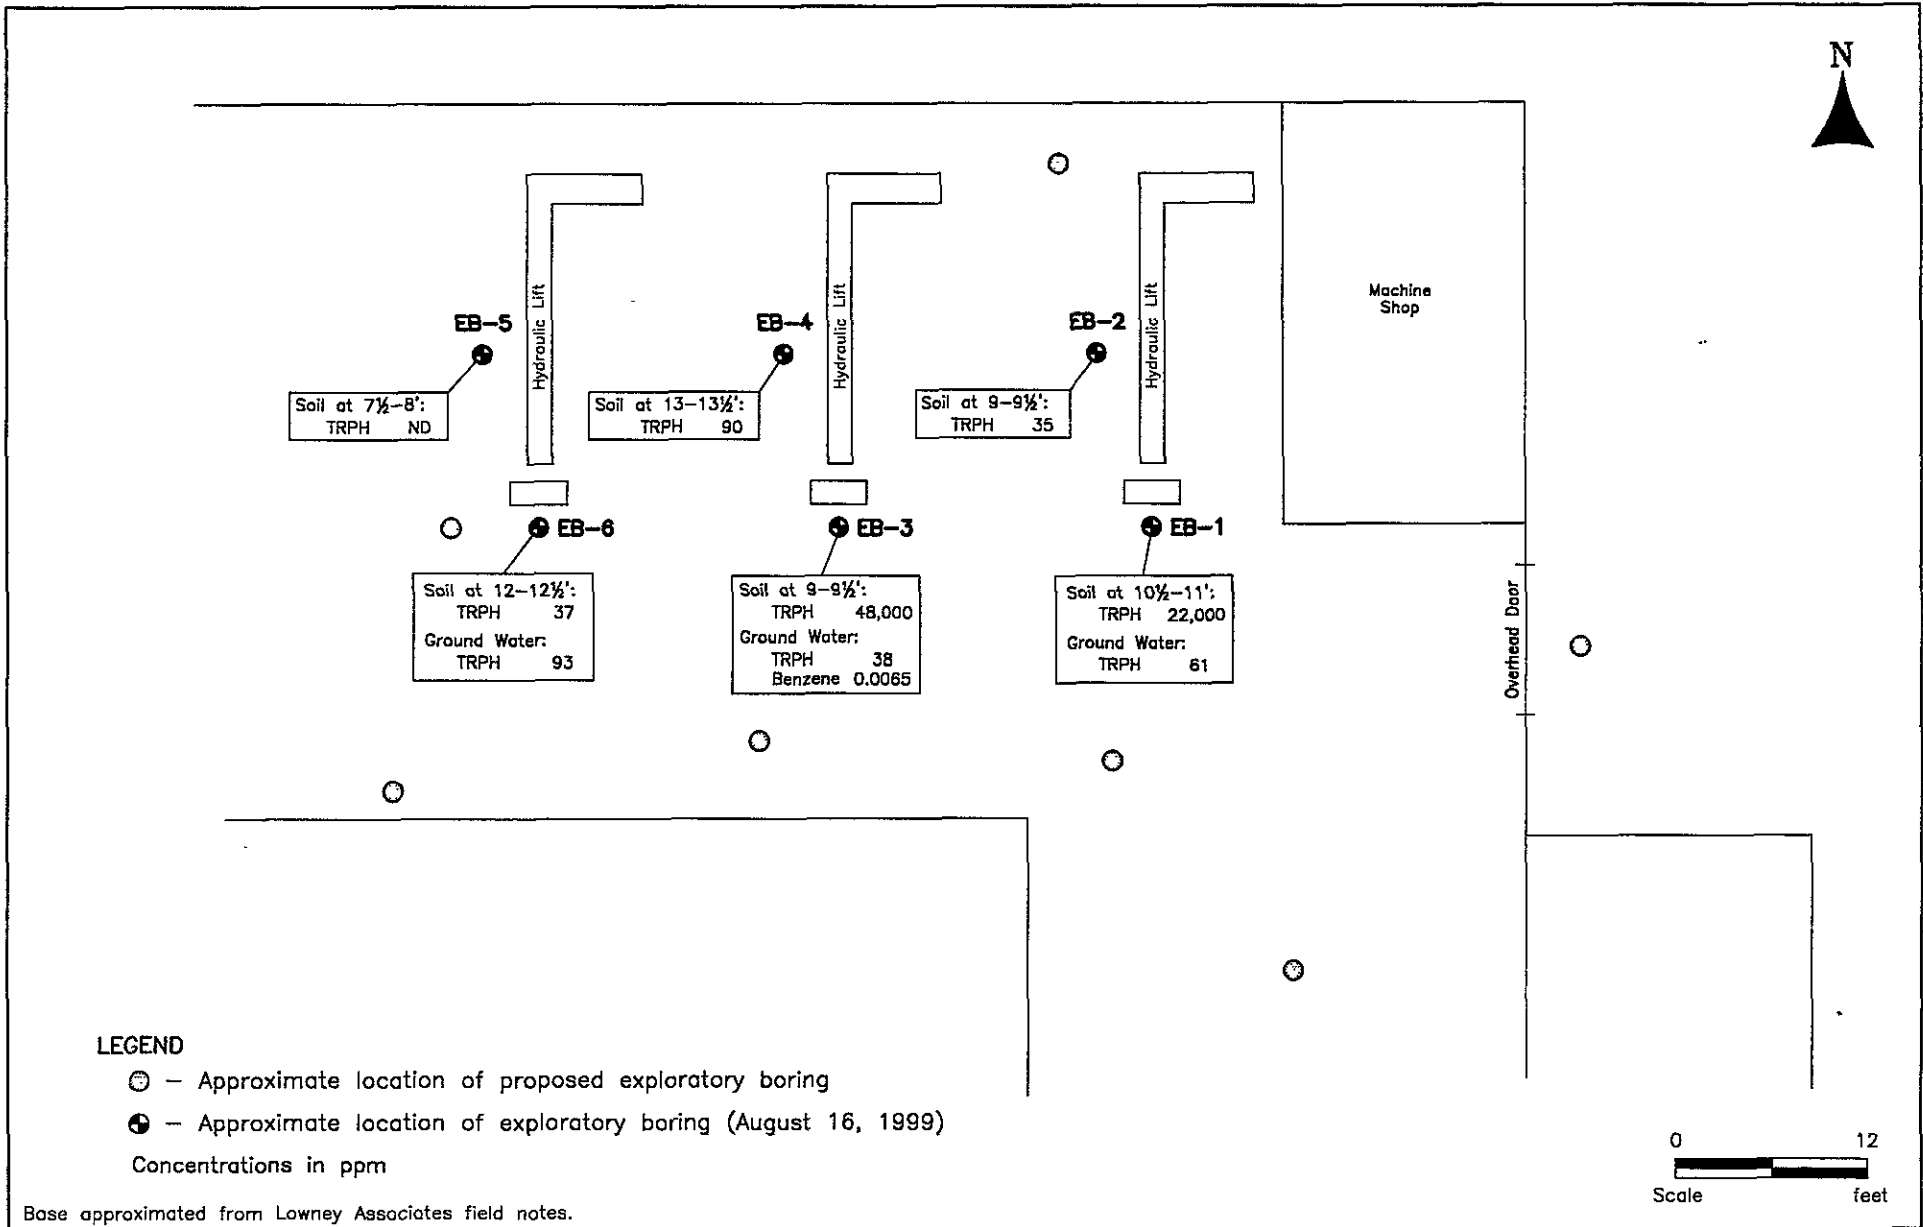 N
Machine
Shop
Hydraulic Lift
Hydraulic Lift
Hydraulic Lift
EB-5
EB-4
EB-2
Soil at 7½-8':
TRPH ND
Soil at 13-13½':
TRPH 90
Soil at 9-9½':
TRPH 35
EB-6
EB-3
EB-1
Soil at 12-12½':
TRPH 37
Ground Water:
TRPH 93
Soil at 9-9½':
TRPH 48,000
Ground Water:
TRPH 38
Benzene 0.0065
Soil at 10½-11':
TRPH 22,000
Ground Water:
TRPH 61
Overhead Door
LEGEND
– Approximate location of proposed exploratory boring
– Approximate location of exploratory boring (August 16, 1999)
Concentrations in ppm
0 12
Scale feet
Base approximated from Lowney Associates field notes.